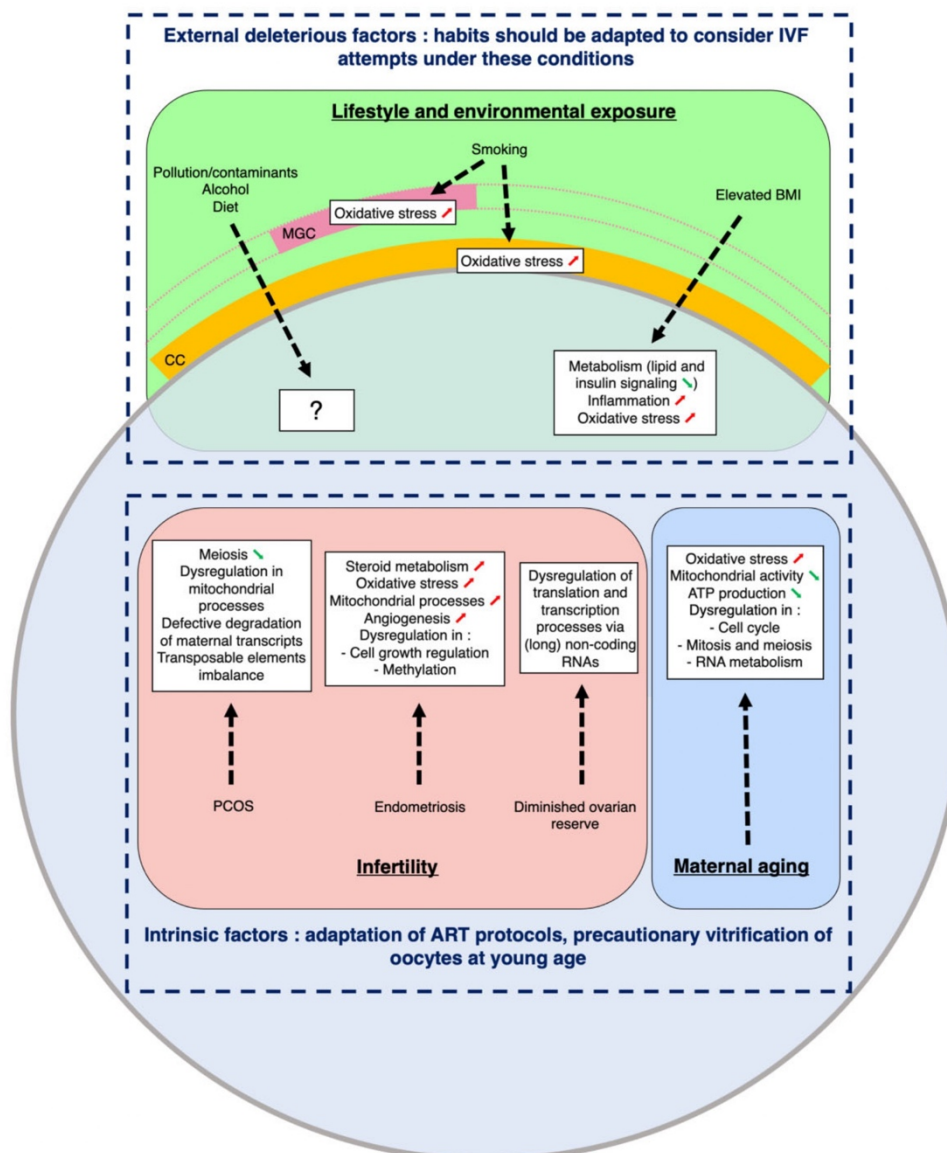 External deleterious factors : habits should be adapted to consider IVF
attempts under these conditions
Lifestyle and environmental exposure
Smoking
Pollution/contaminants
Alcohol
Diet
Elevated BMI
Oxidative stress
MGC
Oxidative stress
CC
Metabolism (lipid and
insulin signaling )
Inflammation
Oxidative stress
?
Meiosis
Dysregulation in
mitochondrial
processes
Defective degradation
of maternal transcripts
Transposable elements
imbalance
Steroid metabolism
Oxidative stress
Mitochondrial processes
Angiogenesis
Dysregulation in :
- Cell growth regulation
- Methylation
Dysregulation of
translation and
transcription
processes via
(long) non-coding
RNAs
Oxidative stress
Mitochondrial activity
ATP production
Dysregulation in :
- Cell cycle
- Mitosis and meiosis
- RNA metabolism
PCOS
Endometriosis
Diminished ovarian
reserve
Infertility
Maternal aging
Intrinsic factors : adaptation of ART protocols, precautionary vitrification of
oocytes at young age